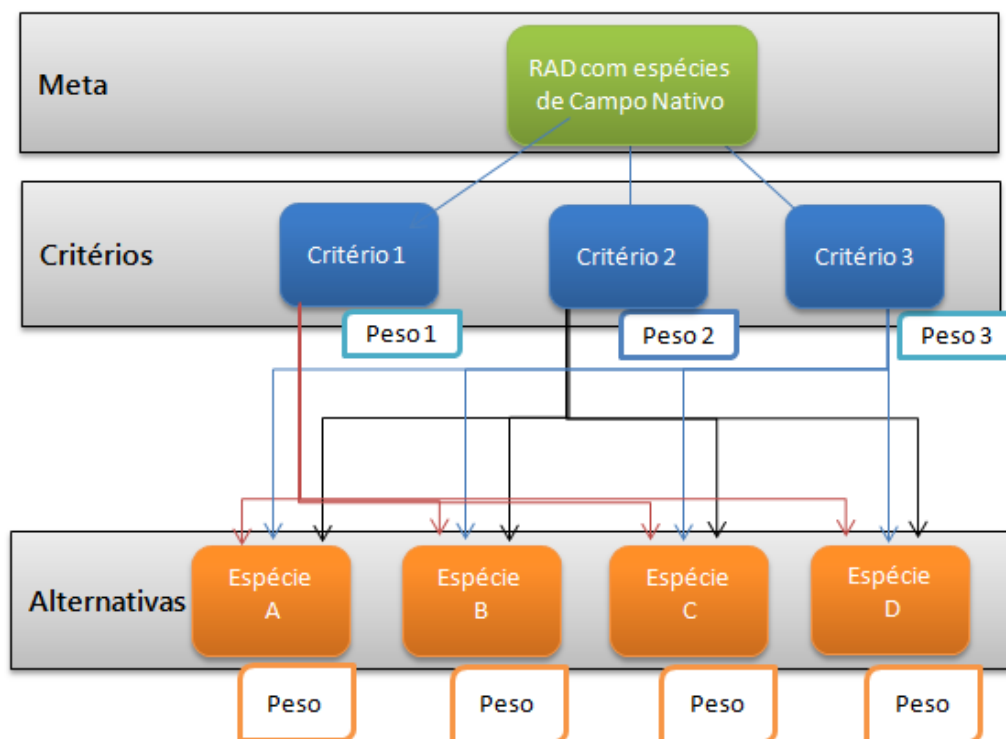 Meta
RAD com espécies
de Campo Nativo
Critérios
Critério 1
Critério 2
Critério 3
Peso 1
Peso 2
Peso 3
Alternativas
Espécie
A
Espécie
B
Espécie
C
Espécie
D
Peso
Peso
Peso
Peso